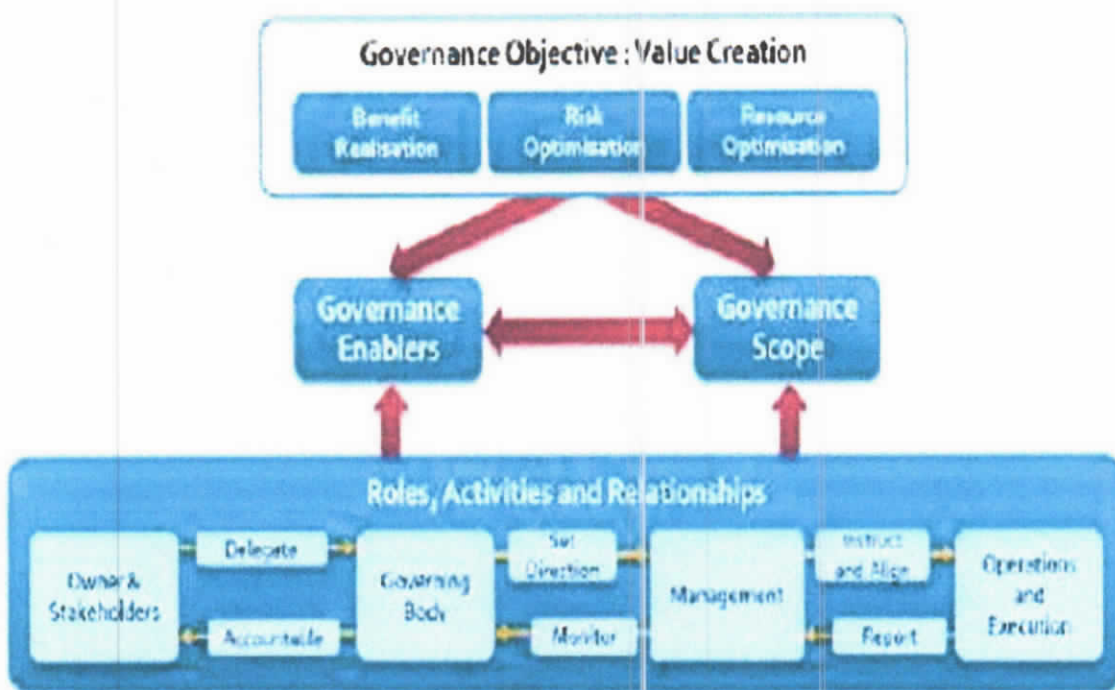 Governance Objective : Value Creation
Benefit
Realisation
Risk
Optimisation
Resource
Optimisation
Governance
Enablers
Governance
Scope
Roles, Activities and Relationships
Owner &
Stakeholders
Delegate
Accountable
Governing
Body
Set
Direction
Monitor
Management
Instruct
and Align
Report
Operations
and
Execution